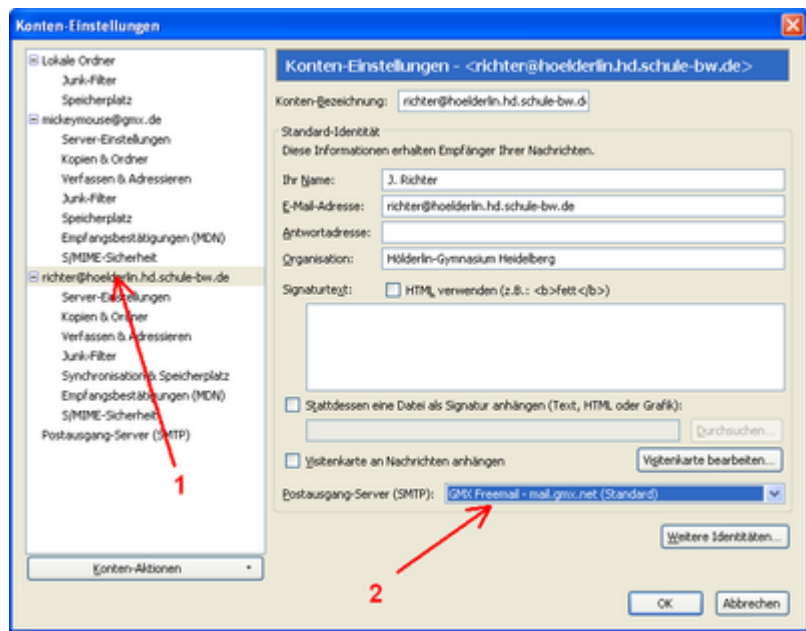 Konten-Einstellungen
Lokale Ordner
Junk-Filter
Speicherplatz
mickeymouse@gmx.de
Server-Einstellungen
Kopien & Ordner
Verfassen & Adressieren
Junk-Filter
Speicherplatz
Empfangsbestätigungen (MDN)
S/MIME-Sicherheit
richter@hoelderlin.hd.schule-bw.de
Server-Einstellungen
Kopien & Ordner
Verfassen & Adressieren
Junk-Filter
Synchronisation & Speicherplatz
Empfangsbestätigungen (MDN)
S/MIME-Sicherheit
Postausgang-Server (SMTP)
1
Konten-Aktionen
Konten-Einstellungen - <richter@hoelderlin.hd.schule-bw.de>
Konten-Bezeichnung: richter@hoelderlin.hd.schule-bw.d
Standard-Identität
Diese Informationen erhalten Empfänger Ihrer Nachrichten.
Ihr Name: J. Richter
E-Mail-Adresse: richter@hoelderlin.hd.schule-bw.de
Antwortadresse:
Organisation: Hölderlin-Gymnasium Heidelberg
Signaturtext: HTML verwenden (z.B.: <b>fett</b>)
Stattdessen eine Datei als Signatur anhängen (Text, HTML oder Grafik):
Durchsuchen...
Visitenkarte an Nachrichten anhängen
Visitenkarte bearbeiten...
Postausgang-Server (SMTP): GMX Freemail - mail.gmx.net (Standard)
Weitere Identitäten...
2
OK
Abbrechen